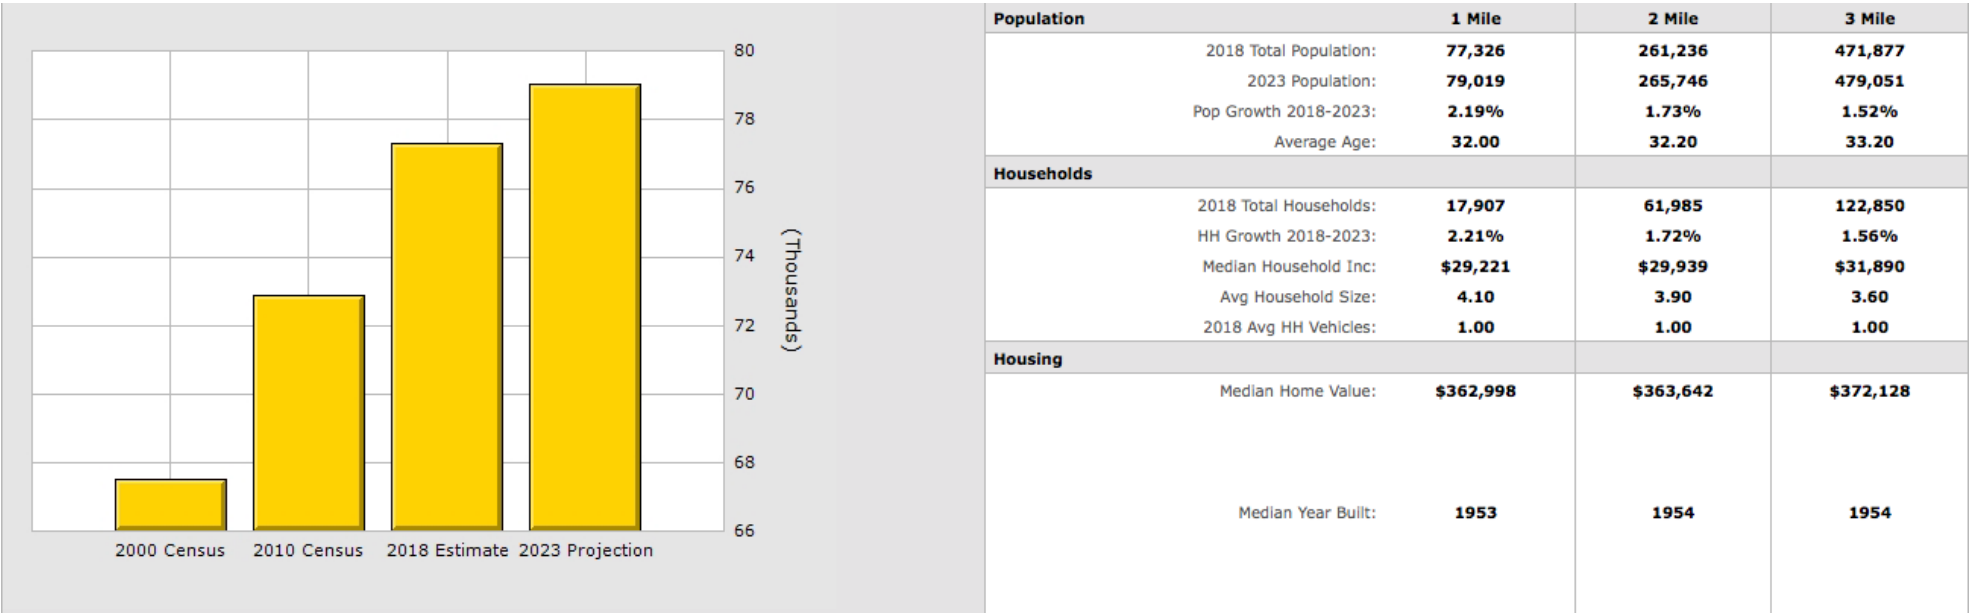 80
78
76
74
72
70
68
66
(Thousands)
2000 Census 2010 Census 2018 Estimate 2023 Projection
Population 1 Mile 2 Mile 3 Mile
2018 Total Population: 77,326 261,236 471,877
2023 Population: 79,019 265,746 479,051
Pop Growth 2018-2023: 2.19% 1.73% 1.52%
Average Age: 32.00 32.20 33.20
Households
2018 Total Households: 17,907 61,985 122,850
HH Growth 2018-2023: 2.21% 1.72% 1.56%
Median Household Inc: $29,221 $29,939 $31,890
Avg Household Size: 4.10 3.90 3.60
2018 Avg HH Vehicles: 1.00 1.00 1.00
Housing
Median Home Value: $362,998 $363,642 $372,128
Median Year Built: 1953 1954 1954